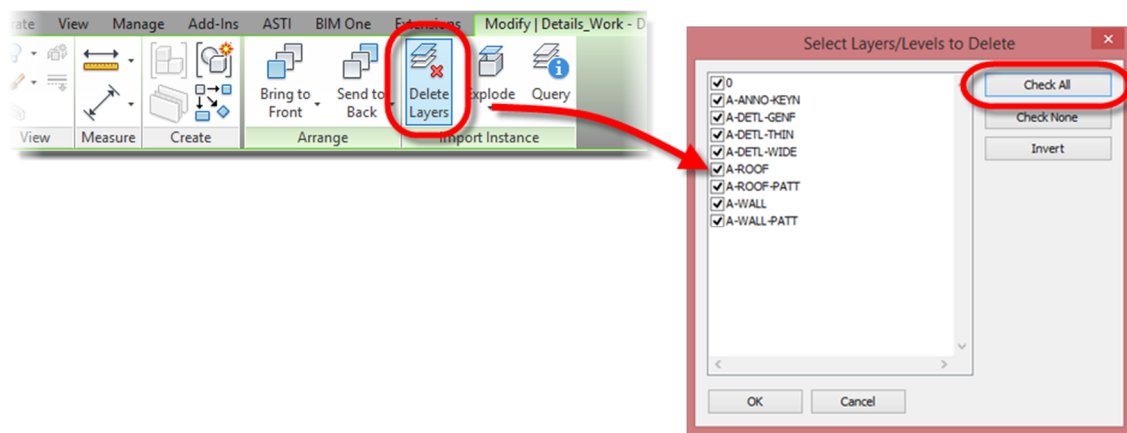 View Manage Add-Ins ASTI BIM One Extensions Modify | Details_Work - D
Bring to Front
Send to Back
Delete Layers
Explode
Query
View Measure Create Arrange Import Instance
Select Layers/Levels to Delete
0
A-ANNO-KEYN
A-DETL-GENF
A-DETL-THIN
A-DETL-WIDE
A-ROOF
A-ROOF-PATT
A-WALL
A-WALL-PATT
Check All
Check None
Invert
OK Cancel